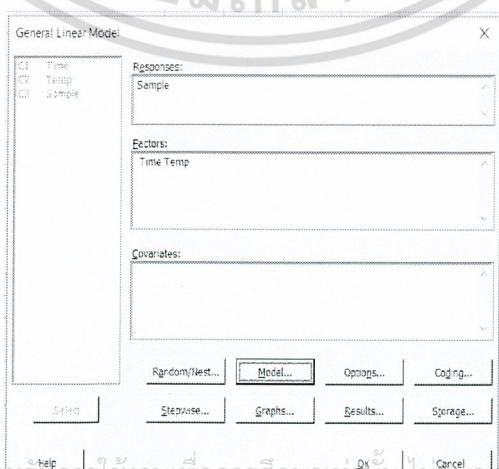 General Linear Model
C1 Time
C2 Temp
C3 Sample
Responses:
Sample
Factors:
Time Temp
Covariates:
Random/Nest...
Model...
Options...
Coding...
Select
Stepwise...
Graphs...
Results...
Storage...
Help
OK
Cancel